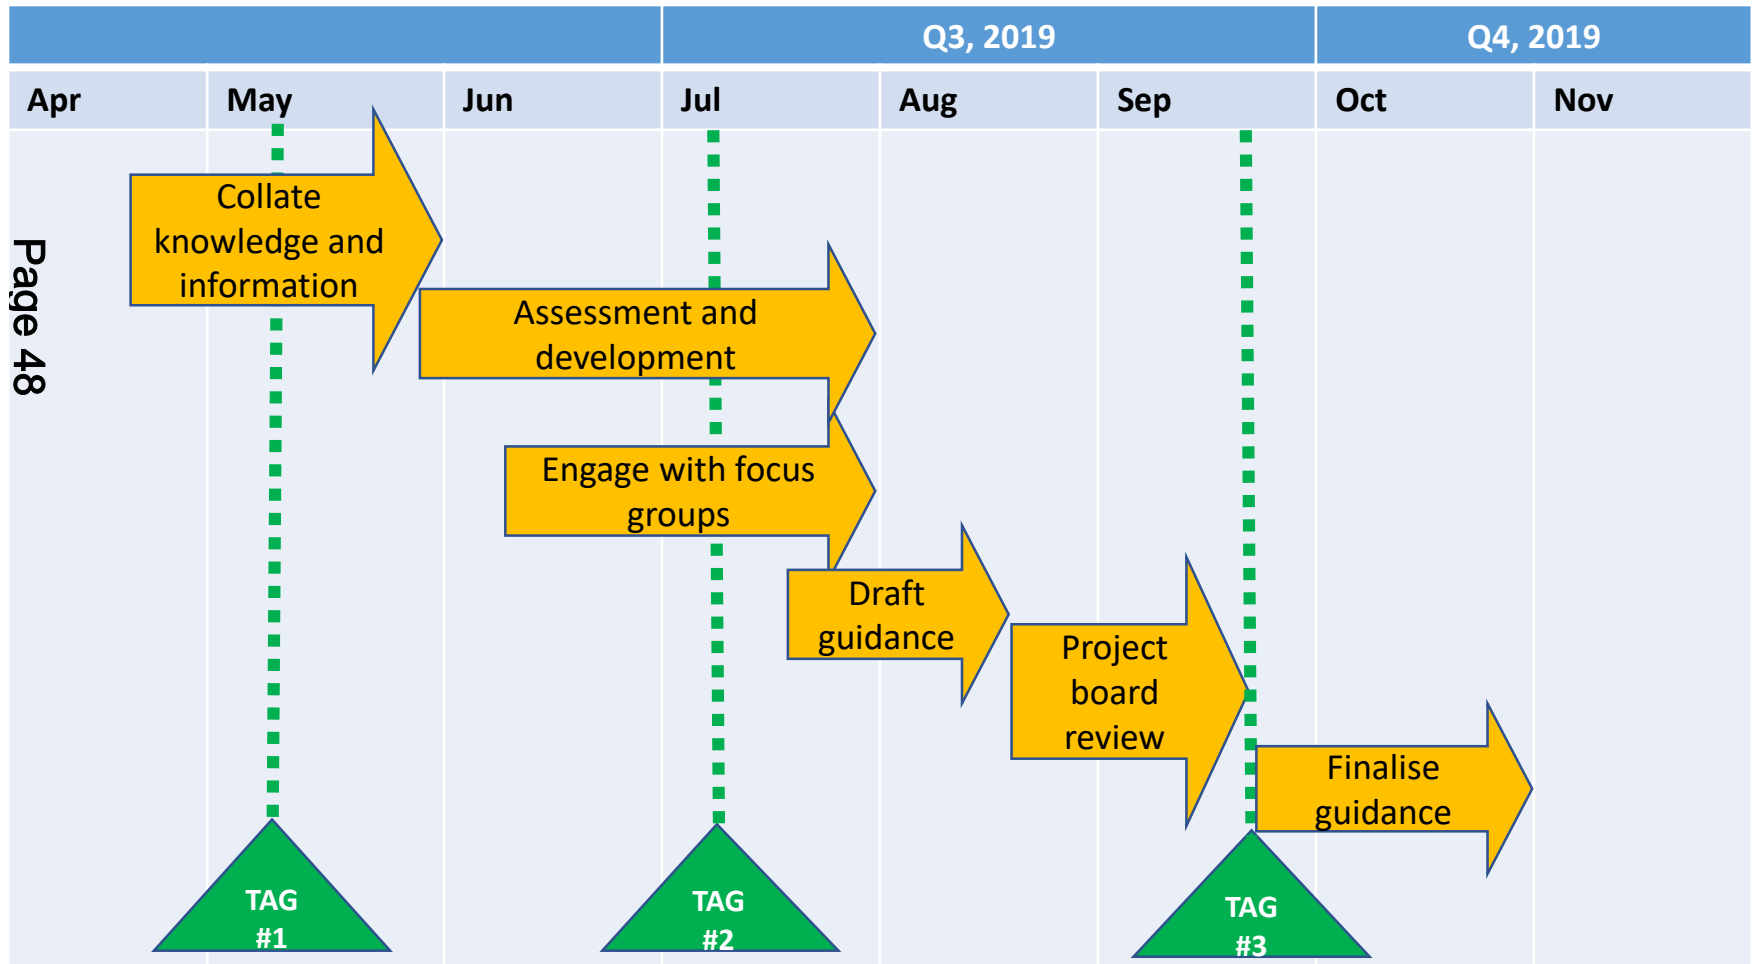 Q3, 2019
Q4, 2019
Apr
May
Jun
Jul
Aug
Sep
Oct
Nov
Page 48
Collate
knowledge and
information
Assessment and
development
Engage with focus
groups
Draft
guidance
Project
board
review
Finalise
guidance
TAG
#1
TAG
#2
TAG
#3